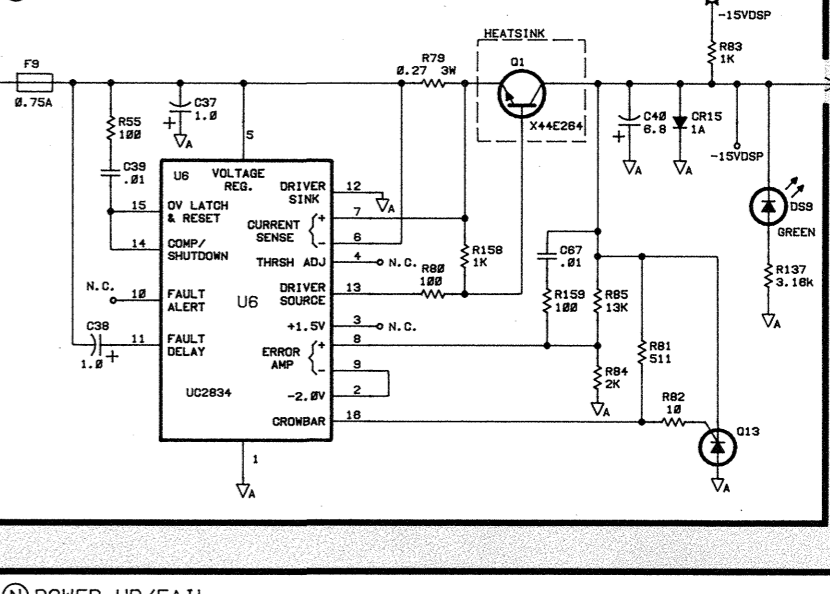 -15VDSP
R83
1K
HEATSINK
F9
0.75A
R79
0.27 3W
Q1
X44E264
C37
1.0
R55
100
C39
.01
5
C40
6.8
CR15
1A
-15VDSP
DS9
GREEN
U6 VOLTAGE REG.
DRIVER SINK
12
15
OV LATCH & RESET
CURRENT SENSE
+
7
-
6
14
COMP/ SHUTDOWN
THRSH ADJ
4
N.C.
R158
1K
R80
100
C67
.01
R137
3.16k
N.C.
10
FAULT ALERT
U6
DRIVER SOURCE
13
R159
100
R85
13K
+1.5V
3
N.C.
C38
1.0
11
FAULT DELAY
ERROR AMP
+
8
-
9
R81
511
R84
2K
UC2834
-2.0V
2
R82
10
CROWBAR
16
Q13
1
A
A
A
A
A
A
A
A
N POWER UP/FAIL